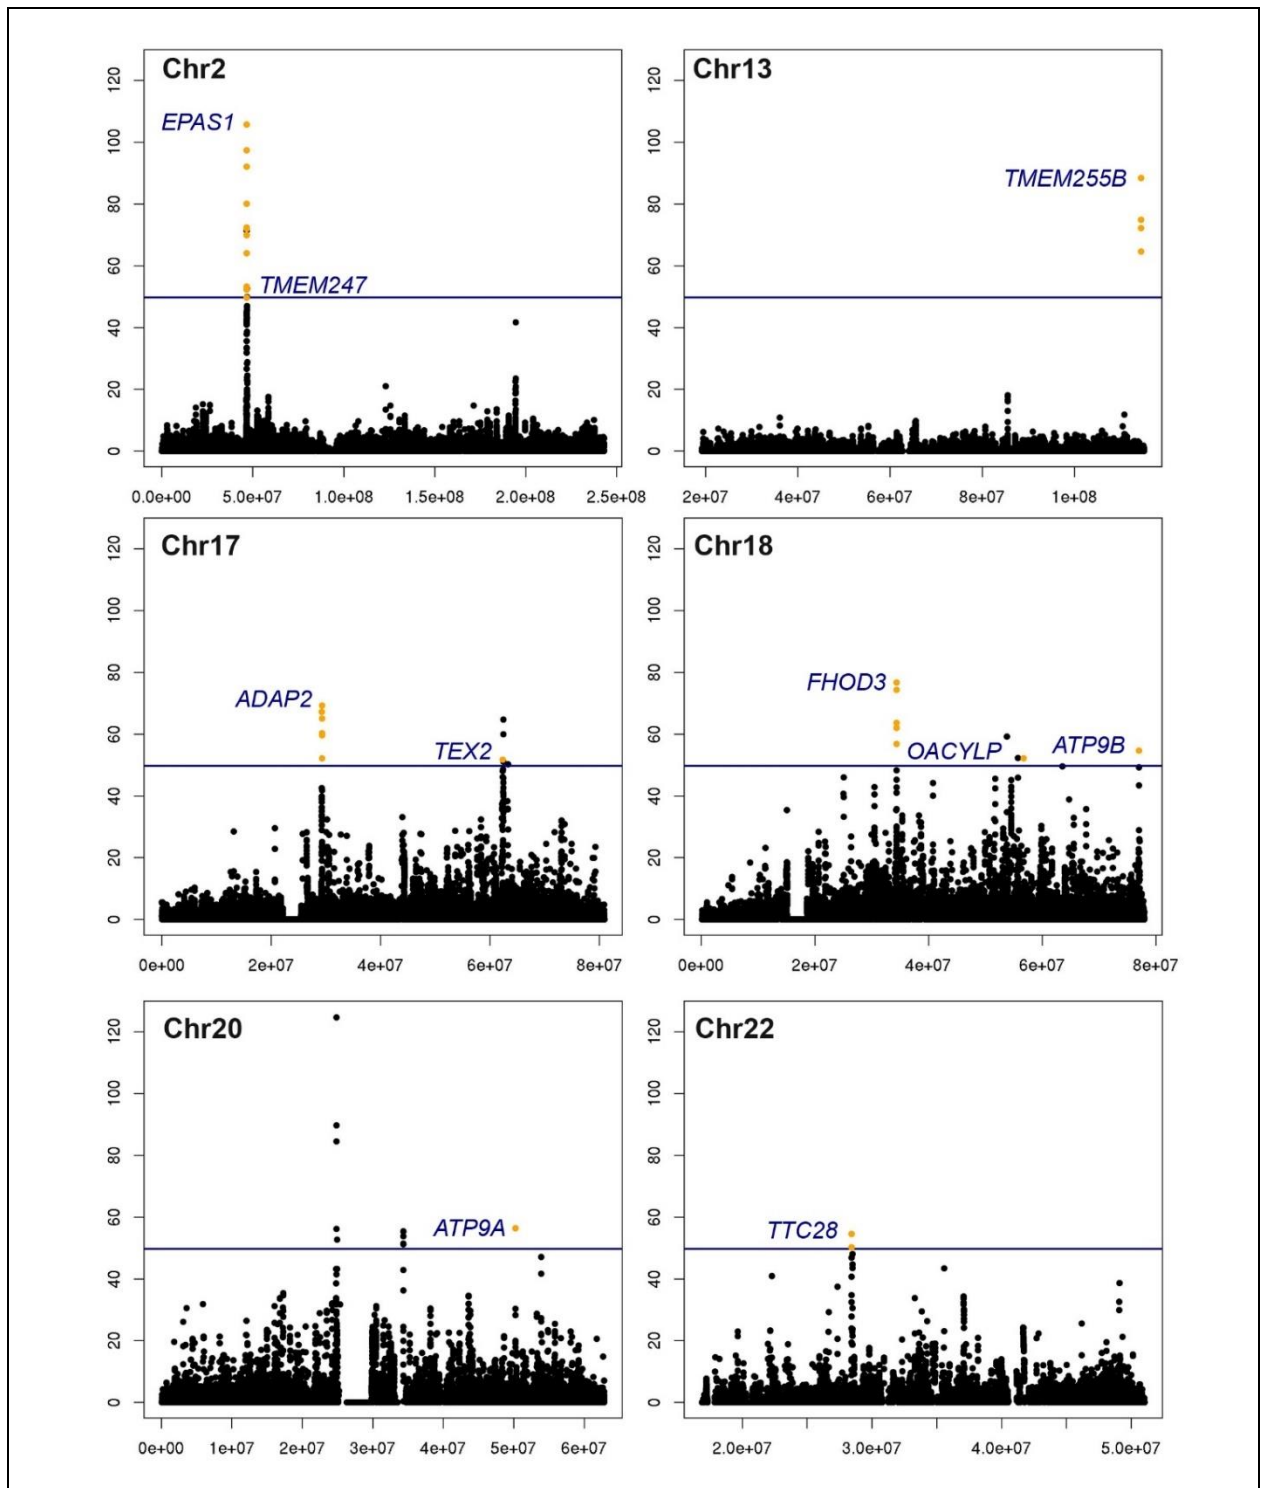 Chr2
120
100
80
60
40
20
0
EPAS1
TMEM247
0.0e+00 5.0e+07 1.0e+08 1.5e+08 2.0e+08 2.5e+08
Chr13
120
100
80
60
40
20
0
TMEM255B
2e+07 4e+07 6e+07 8e+07 1e+08
Chr17
120
100
80
60
40
20
0
ADAP2
TEX2
0e+00 2e+07 4e+07 6e+07 8e+07
Chr18
120
100
80
60
40
20
0
FHOD3
OACYLP ATP9B
0e+00 2e+07 4e+07 6e+07 8e+07
Chr20
120
100
80
60
40
20
0
ATP9A
0e+00 1e+07 2e+07 3e+07 4e+07 5e+07 6e+07
Chr22
120
100
80
60
40
20
0
TTC28
2.0e+07 3.0e+07 4.0e+07 5.0e+07